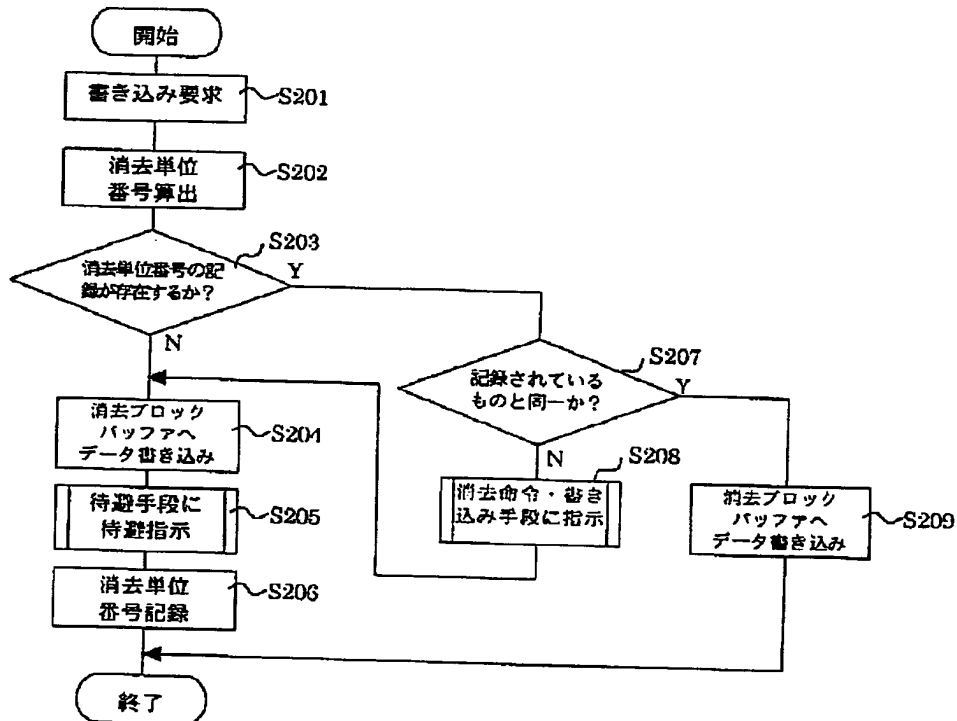 開始
書き込み要求
S201
消去単位
番号算出
S202
消去単位番号の記
録が存在するか?
S203
Y
N
記録されている
ものと同一か?
S207
Y
N
消去ブロック
バッファへ
データ書き込み
S204
待避手段に
待避指示
S205
消去単位
番号記録
S206
消去命令・書き
込み手段に指示
S208
消去ブロック
バッファへ
データ書き込み
S209
終了